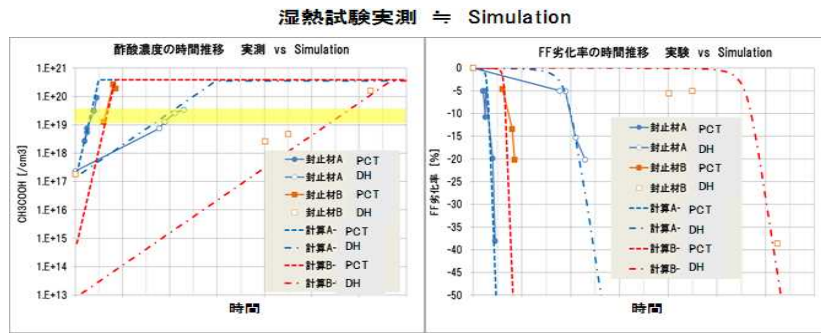 湿熱試験実測 ≒ Simulation
酢酸濃度の時間推移 実測 vs Simulation
CH3COOH [/cm3]
1.E+21
1.E+20
1.E+19
1.E+18
1.E+17
1.E+16
1.E+15
1.E+14
1.E+13
封止材A PCT
封止材A DH
封止材B PCT
封止材B DH
計算A- PCT
計算A- DH
計算B- PCT
計算B- DH
時間
FF劣化率の時間推移 実験 vs Simulation
FF劣化率 [%]
0
-5
-10
-15
-20
-25
-30
-35
-40
-45
-50
封止材A PCT
封止材A DH
封止材B PCT
封止材B DH
計算A- PCT
計算A- DH
計算B- PCT
計算B- DH
時間